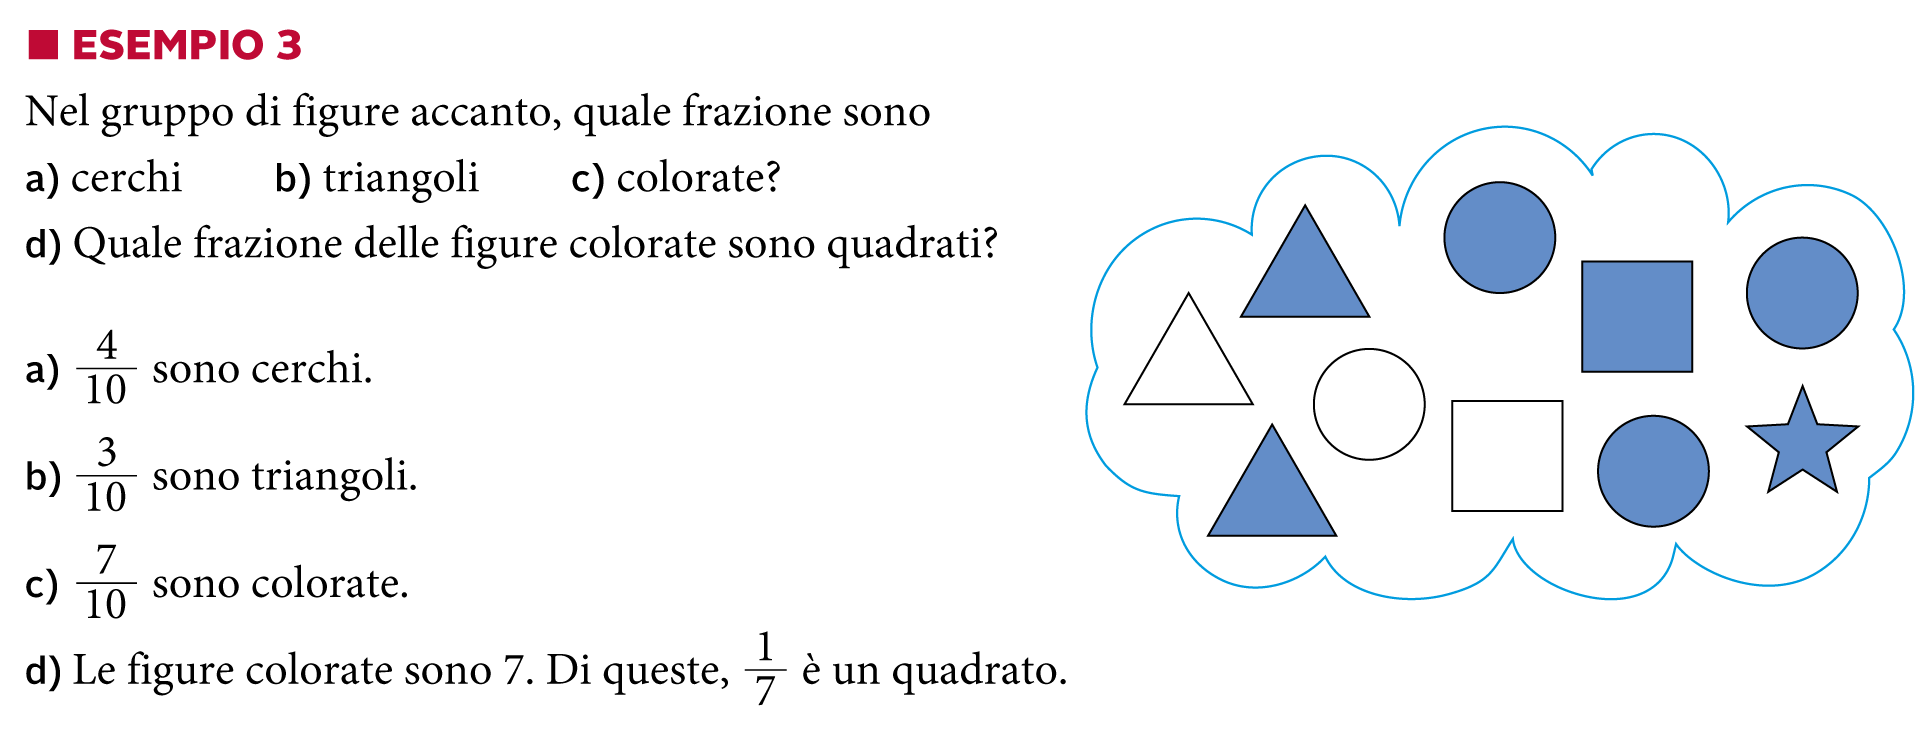 ESEMPIO 3
Nel gruppo di figure accanto, quale frazione sono
a) cerchi b) triangoli c) colorate?
d) Quale frazione delle figure colorate sono quadrati?
a) 4/10 sono cerchi.
b) 3/10 sono triangoli.
c) 7/10 sono colorate.
d) Le figure colorate sono 7. Di queste, 1/7 è un quadrato.